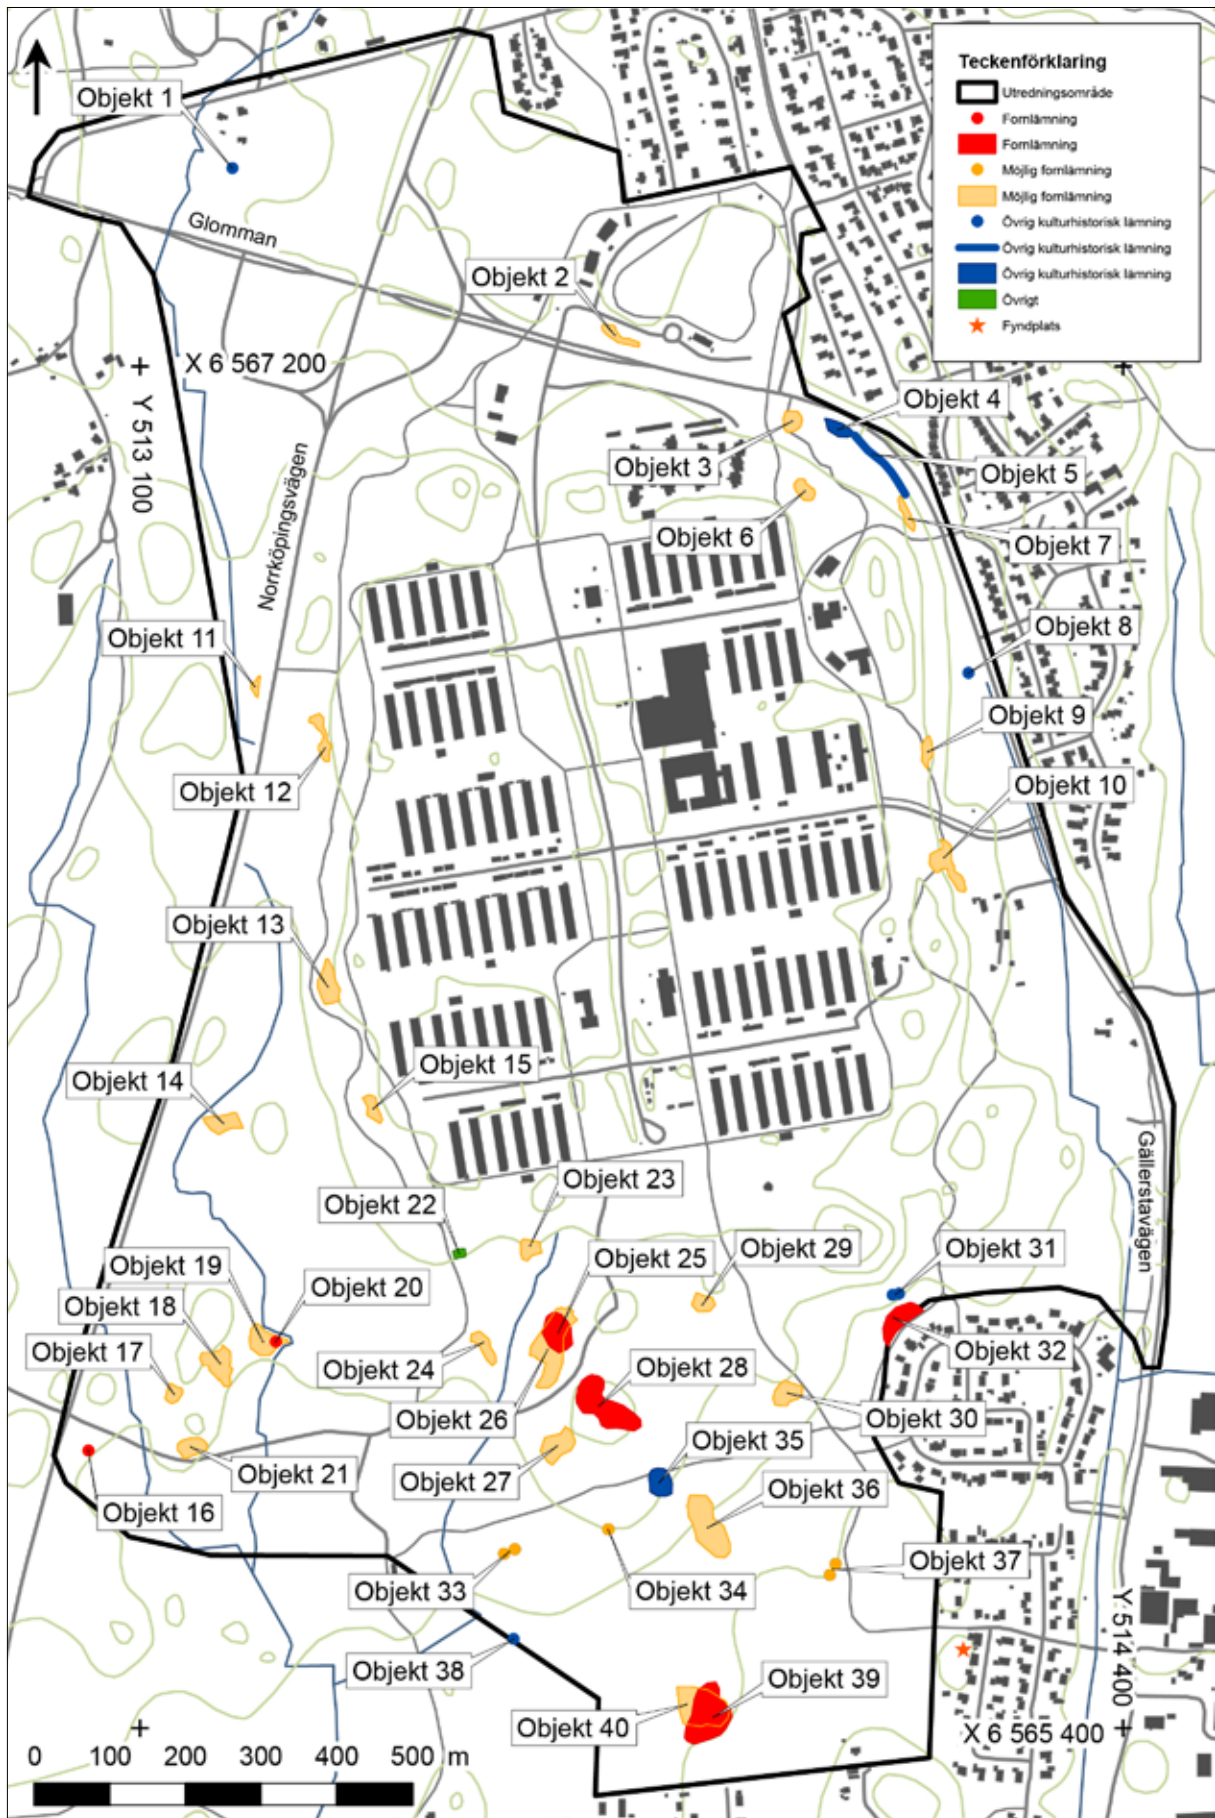 Teckenförklaring
Utredningsområde
Fornlämning
Fornlämning
Möjlig fornlämning
Möjlig fornlämning
Övrig kulturhistorisk lämning
Övrig kulturhistorisk lämning
Övrig kulturhistorisk lämning
Övrigt
Fyndplats
Objekt 1
Glomman
Objekt 2
X 6 567 200
Y 513 100
Objekt 4
Objekt 3
Objekt 5
Objekt 6
Objekt 7
Norrköpingsvägen
Objekt 11
Objekt 8
Objekt 9
Objekt 12
Objekt 10
Objekt 13
Objekt 14
Objekt 15
Gällerstavägen
Objekt 23
Objekt 22
Objekt 29
Objekt 31
Objekt 25
Objekt 19
Objekt 20
Objekt 18
Objekt 17
Objekt 24
Objekt 28
Objekt 32
Objekt 26
Objekt 30
Objekt 35
Objekt 21
Objekt 27
Objekt 36
Objekt 16
Objekt 37
Objekt 33
Objekt 34
Y 514 400
Objekt 38
Objekt 39
Objekt 40
X 6 565 400
0 100 200 300 400 500 m